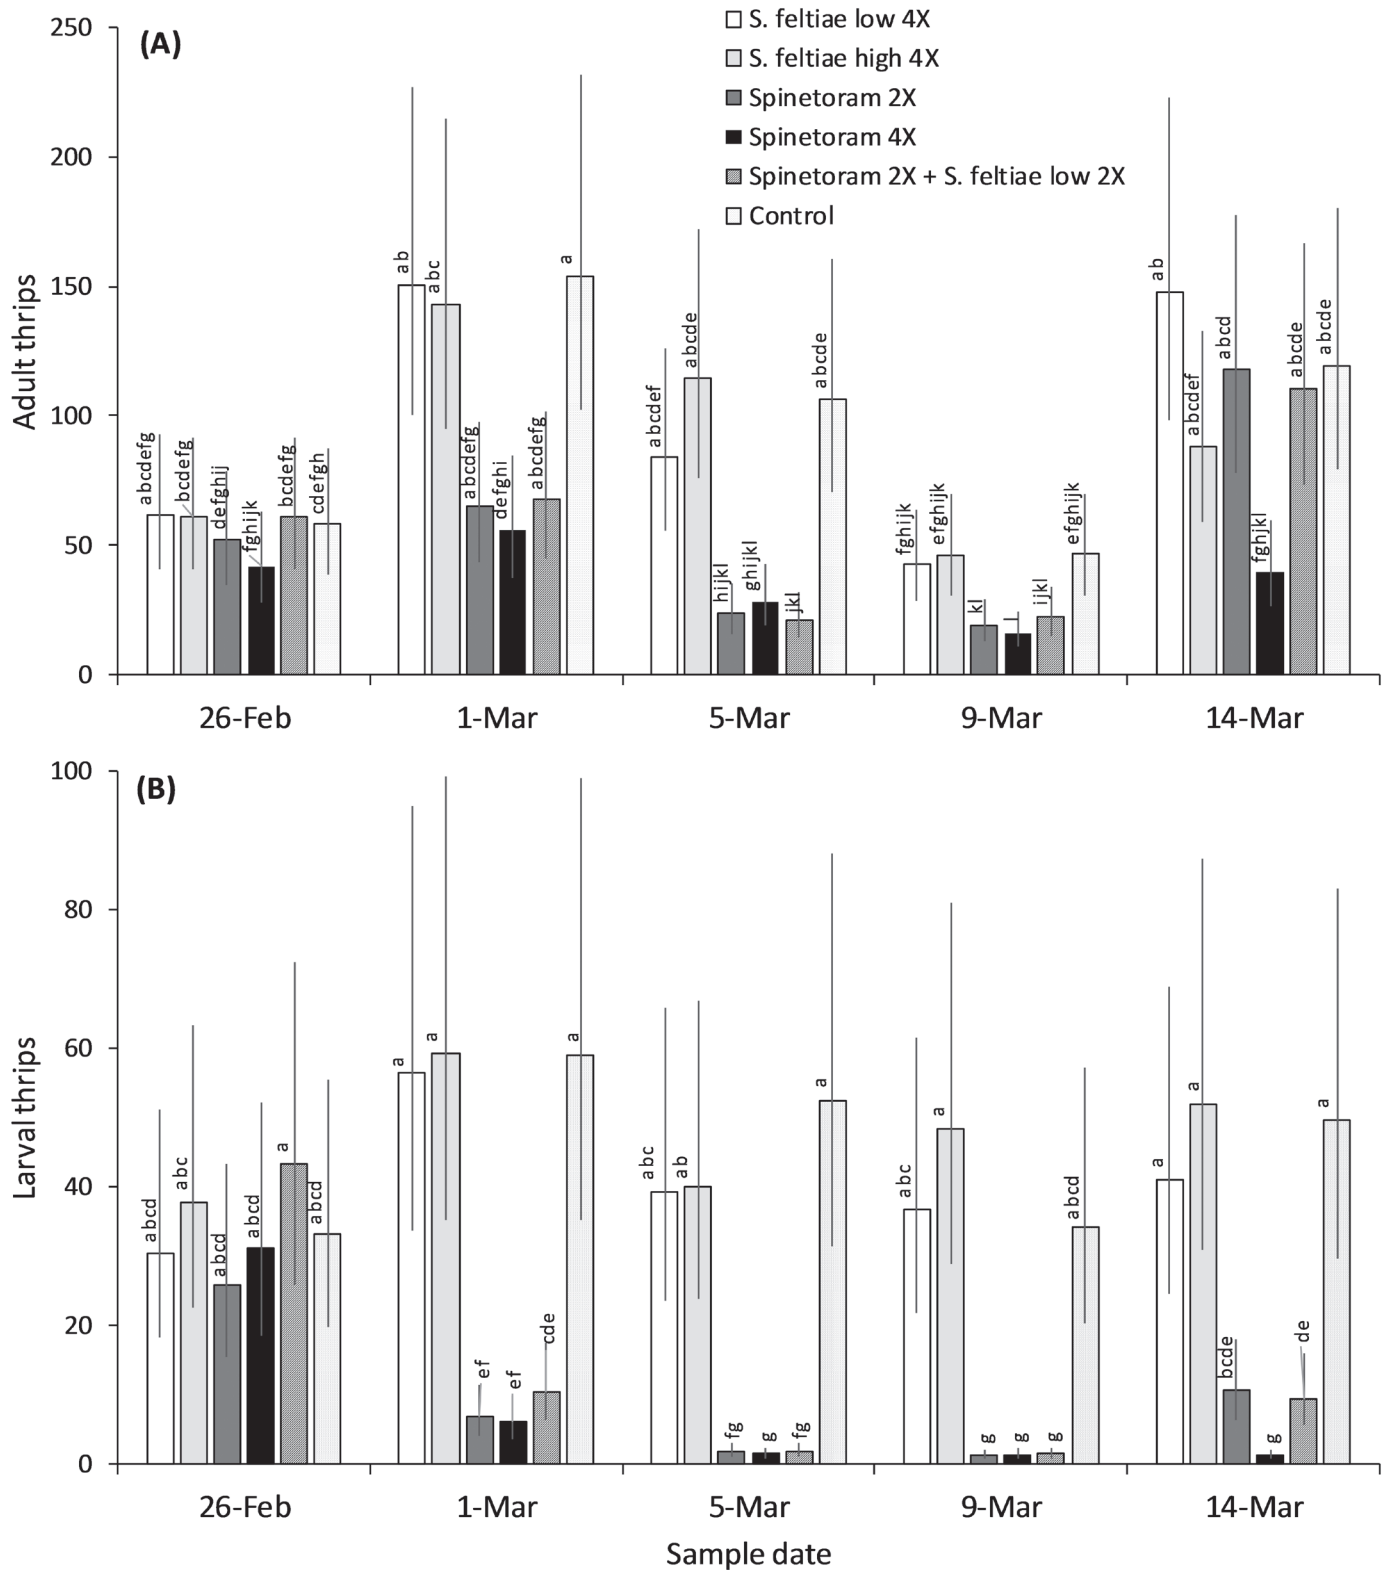 (A)
S. feltiae low 4X
S. feltiae high 4X
Spinetoram 2X
Spinetoram 4X
Spinetoram 2X + S. feltiae low 2X
Control
Adult thrips
250
200
150
100
50
0
abcdefg
bcdefg
defghij
fghijk
bcdefg
cdefgh
ab
abc
abcdefg
defghi
abcdefg
a
abcdef
abcde
hijkl
ghijkl
jkl
abcde
fghijk
efghijk
kl
l
ijkl
efghijk
ab
abcdef
abcd
fghjkl
abcde
abcde
26-Feb
1-Mar
5-Mar
9-Mar
14-Mar
(B)
Larval thrips
100
80
60
40
20
0
abcd
abc
abcd
abcd
a
abcd
a
a
ef
ef
cde
a
abc
ab
fg
g
fg
a
abc
a
g
g
g
abcd
a
a
bcde
g
de
a
26-Feb
1-Mar
5-Mar
9-Mar
14-Mar
Sample date